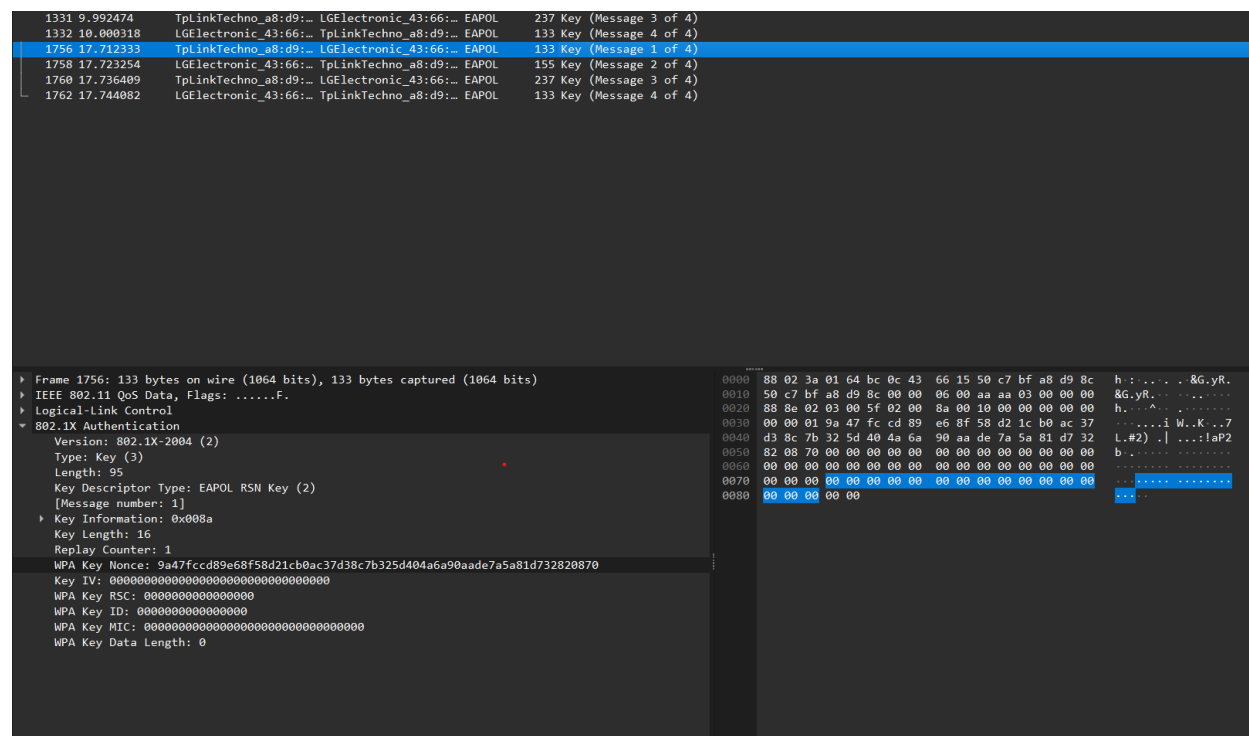 1331 9.992474 TpLinkTechno_a8:d9:… LGElectronic_43:66:… EAPOL 237 Key (Message 3 of 4)
1332 10.000318 LGElectronic_43:66:… TpLinkTechno_a8:d9:… EAPOL 133 Key (Message 4 of 4)
1756 17.712333 TpLinkTechno_a8:d9:… LGElectronic_43:66:… EAPOL 133 Key (Message 1 of 4)
1758 17.723254 LGElectronic_43:66:… TpLinkTechno_a8:d9:… EAPOL 155 Key (Message 2 of 4)
1760 17.736409 TpLinkTechno_a8:d9:… LGElectronic_43:66:… EAPOL 237 Key (Message 3 of 4)
1762 17.744082 LGElectronic_43:66:… TpLinkTechno_a8:d9:… EAPOL 133 Key (Message 4 of 4)
Frame 1756: 133 bytes on wire (1064 bits), 133 bytes captured (1064 bits)
IEEE 802.11 QoS Data, Flags: ......F.
Logical-Link Control
802.1X Authentication
Version: 802.1X-2004 (2)
Type: Key (3)
Length: 95
Key Descriptor Type: EAPOL RSN Key (2)
[Message number: 1]
Key Information: 0x008a
Key Length: 16
Replay Counter: 1
WPA Key Nonce: 9a47fccd89e68f58d21cb0ac37d38c7b325d404a6a90aade7a5a81d732820870
Key IV: 00000000000000000000000000000000
WPA Key RSC: 0000000000000000
WPA Key ID: 0000000000000000
WPA Key MIC: 00000000000000000000000000000000
WPA Key Data Length: 0
0000 88 02 3a 01 64 bc 0c 43 66 15 50 c7 bf a8 d9 8c h·:··.·. .·&G.yR.
0010 50 c7 bf a8 d9 8c 00 00 06 00 aa aa 03 00 00 00 &G.yR.·· ··..····
0020 88 8e 02 03 00 5f 02 00 8a 00 10 00 00 00 00 00 h.···^·· .·······
0030 00 00 01 9a 47 fc cd 89 e6 8f 58 d2 1c b0 ac 37 ···....i W..K·..7
0040 d3 8c 7b 32 5d 40 4a 6a 90 aa de 7a 5a 81 d7 32 L.#2) .| ...:!aP2
0050 82 08 70 00 00 00 00 00 00 00 00 00 00 00 00 00 b·.····· ········
0060 00 00 00 00 00 00 00 00 00 00 00 00 00 00 00 00 ········ ········
0070 00 00 00 00 00 00 00 00 00 00 00 00 00 00 00 00 ········ ········
0080 00 00 00 00 00 ·····